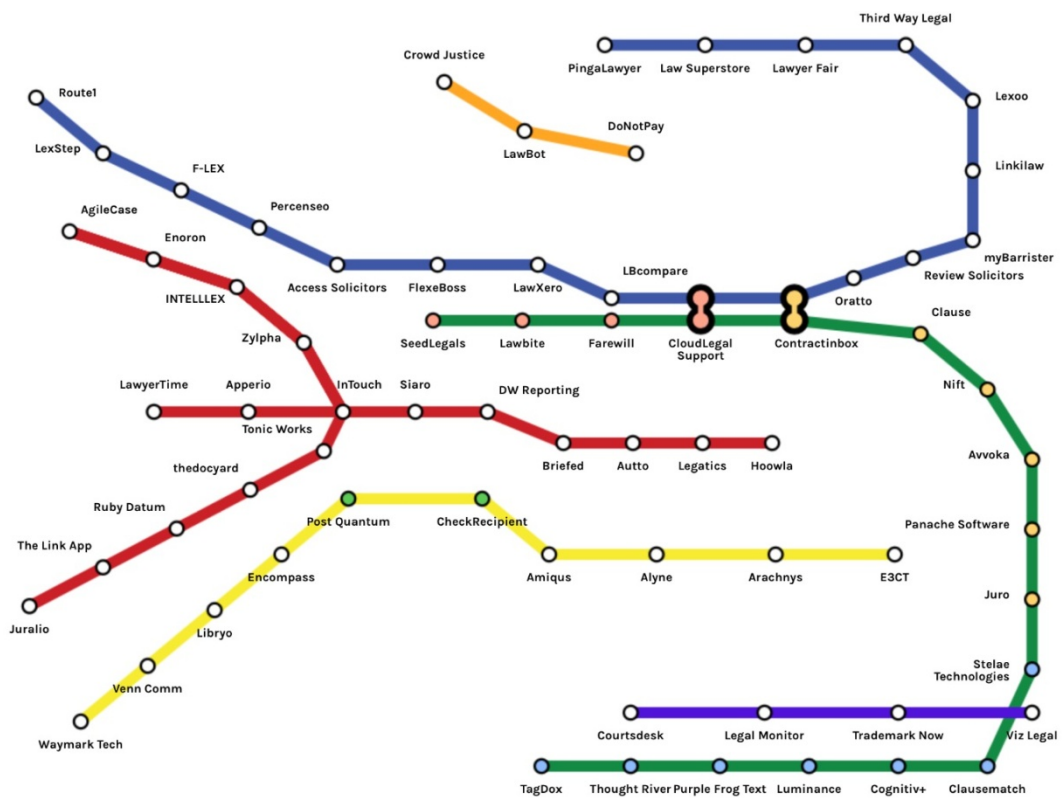 Third Way Legal
Crowd Justice
PingaLawyer
Law Superstore
Lawyer Fair
Route1
Lexoo
DoNotPay
LexStep
LawBot
F-LEX
Linkilaw
Percenseo
AgileCase
Enoron
myBarrister
LBcompare
Review Solicitors
Access Solicitors
FlexeBoss
LawXero
INTELLLEX
Oratto
Clause
Zylpha
SeedLegals
Lawbite
Farewill
CloudLegal
Support
Contractinbox
Nift
LawyerTime
Apperio
InTouch
Siaro
DW Reporting
Tonic Works
Avvoka
thedocyard
Briefed
Autto
Legatics
Hoowla
Ruby Datum
Post Quantum
CheckRecipient
Panache Software
The Link App
Encompass
Amiqus
Alyne
Arachnys
E3CT
Juro
Juralio
Libryo
Stelae
Technologies
Venn Comm
Courtsdesk
Legal Monitor
Trademark Now
Viz Legal
Waymark Tech
TagDox
Thought River
Purple Frog Text
Luminance
Cognitiv+
Clausematch